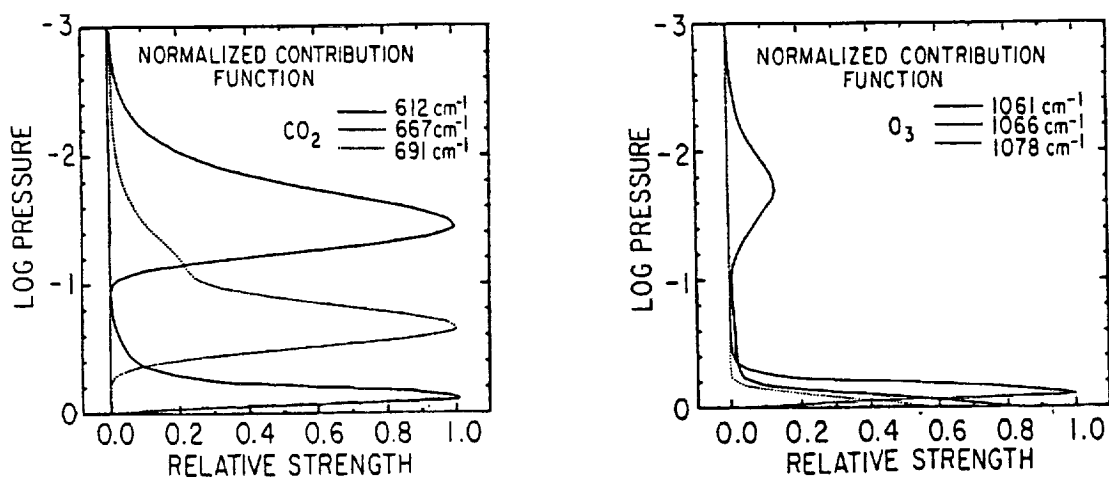 NORMALIZED CONTRIBUTION
FUNCTION
CO2
612 cm-1
667 cm-1
691 cm-1
LOG PRESSURE
-3
-2
-1
0
0.0 0.2 0.4 0.6 0.8 1.0
RELATIVE STRENGTH
NORMALIZED CONTRIBUTION
FUNCTION
O3
1061 cm-1
1066 cm-1
1078 cm-1
LOG PRESSURE
-3
-2
-1
0
0.0 0.2 0.4 0.6 0.8 1.0
RELATIVE STRENGTH